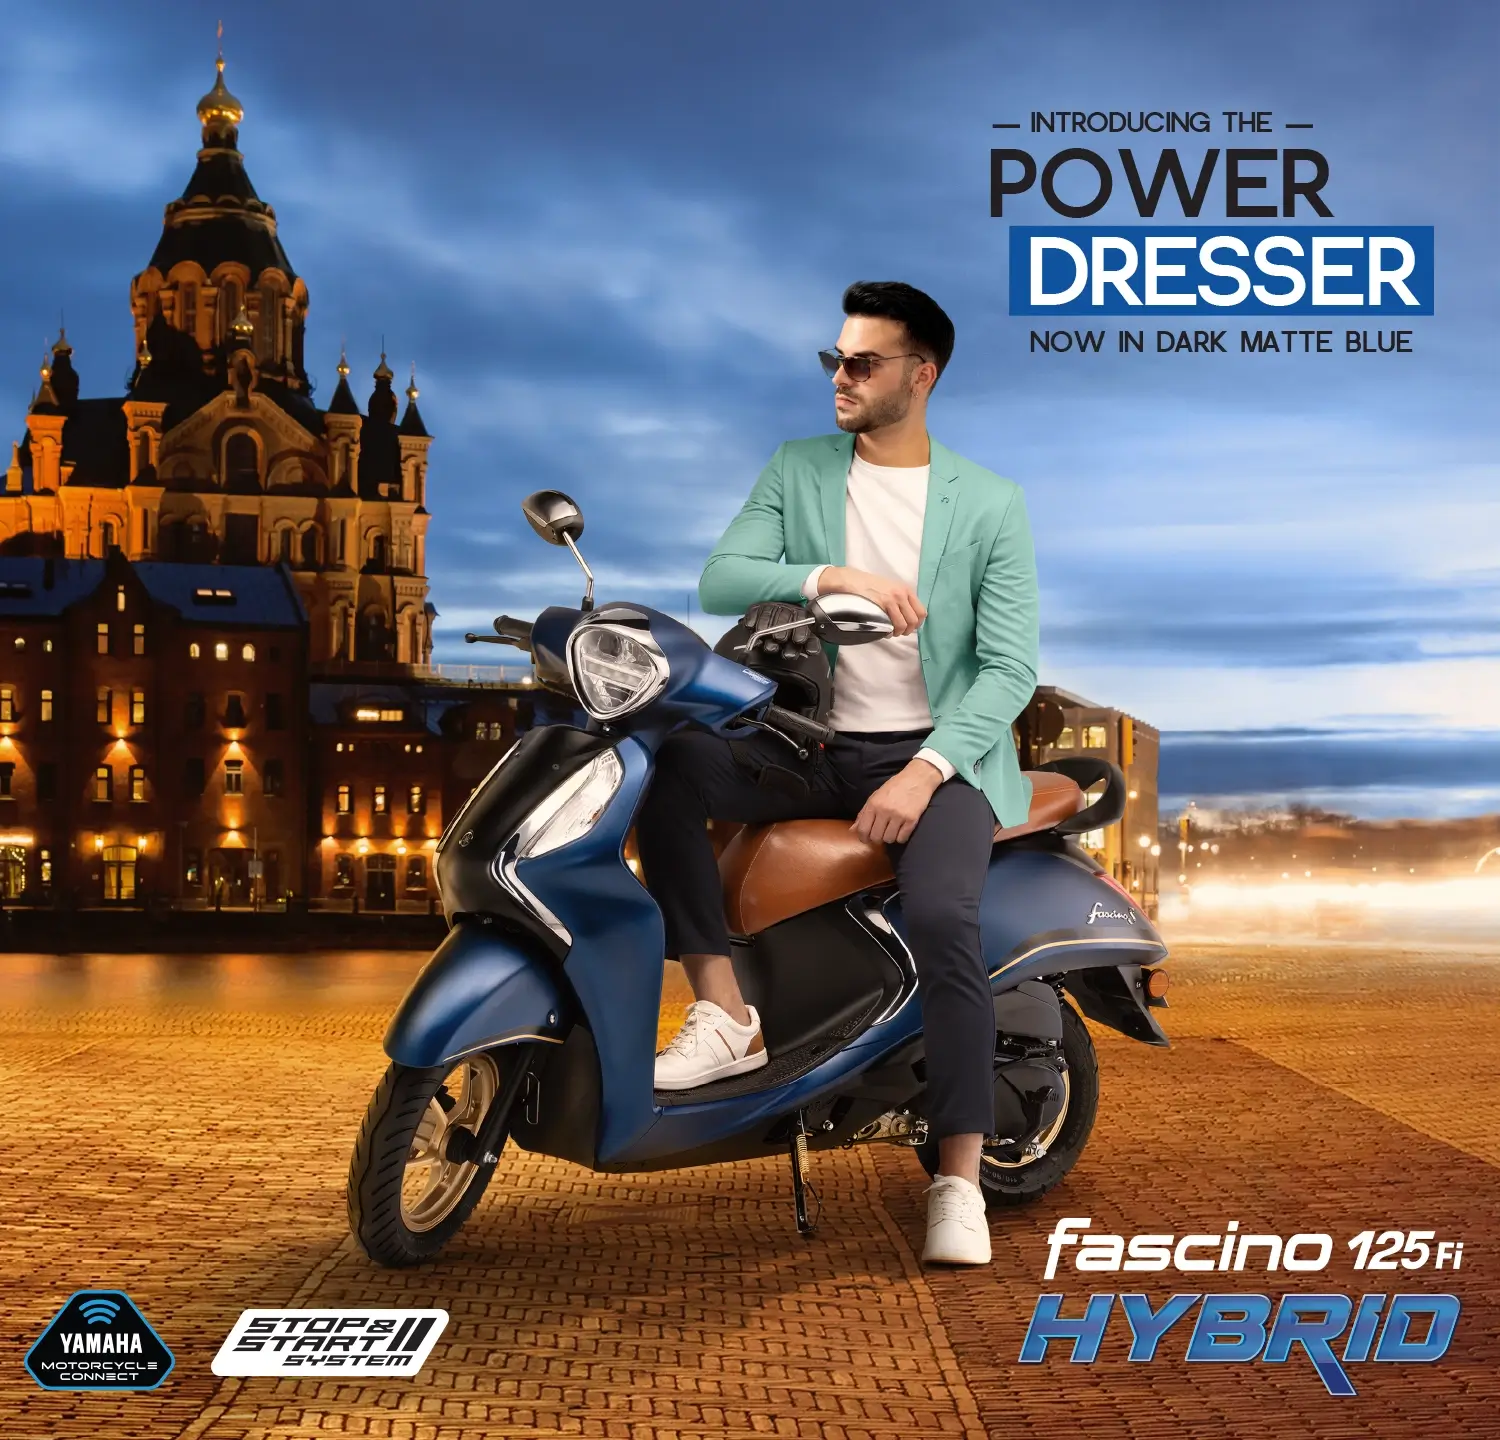 INTRODUCING THE
POWER
DRESSER
NOW IN DARK MATTE BLUE
fascino S
fascino 125 Fi
HYBRID
YAMAHA
MOTORCYCLE
CONNECT
STOP &
START
SYSTEM